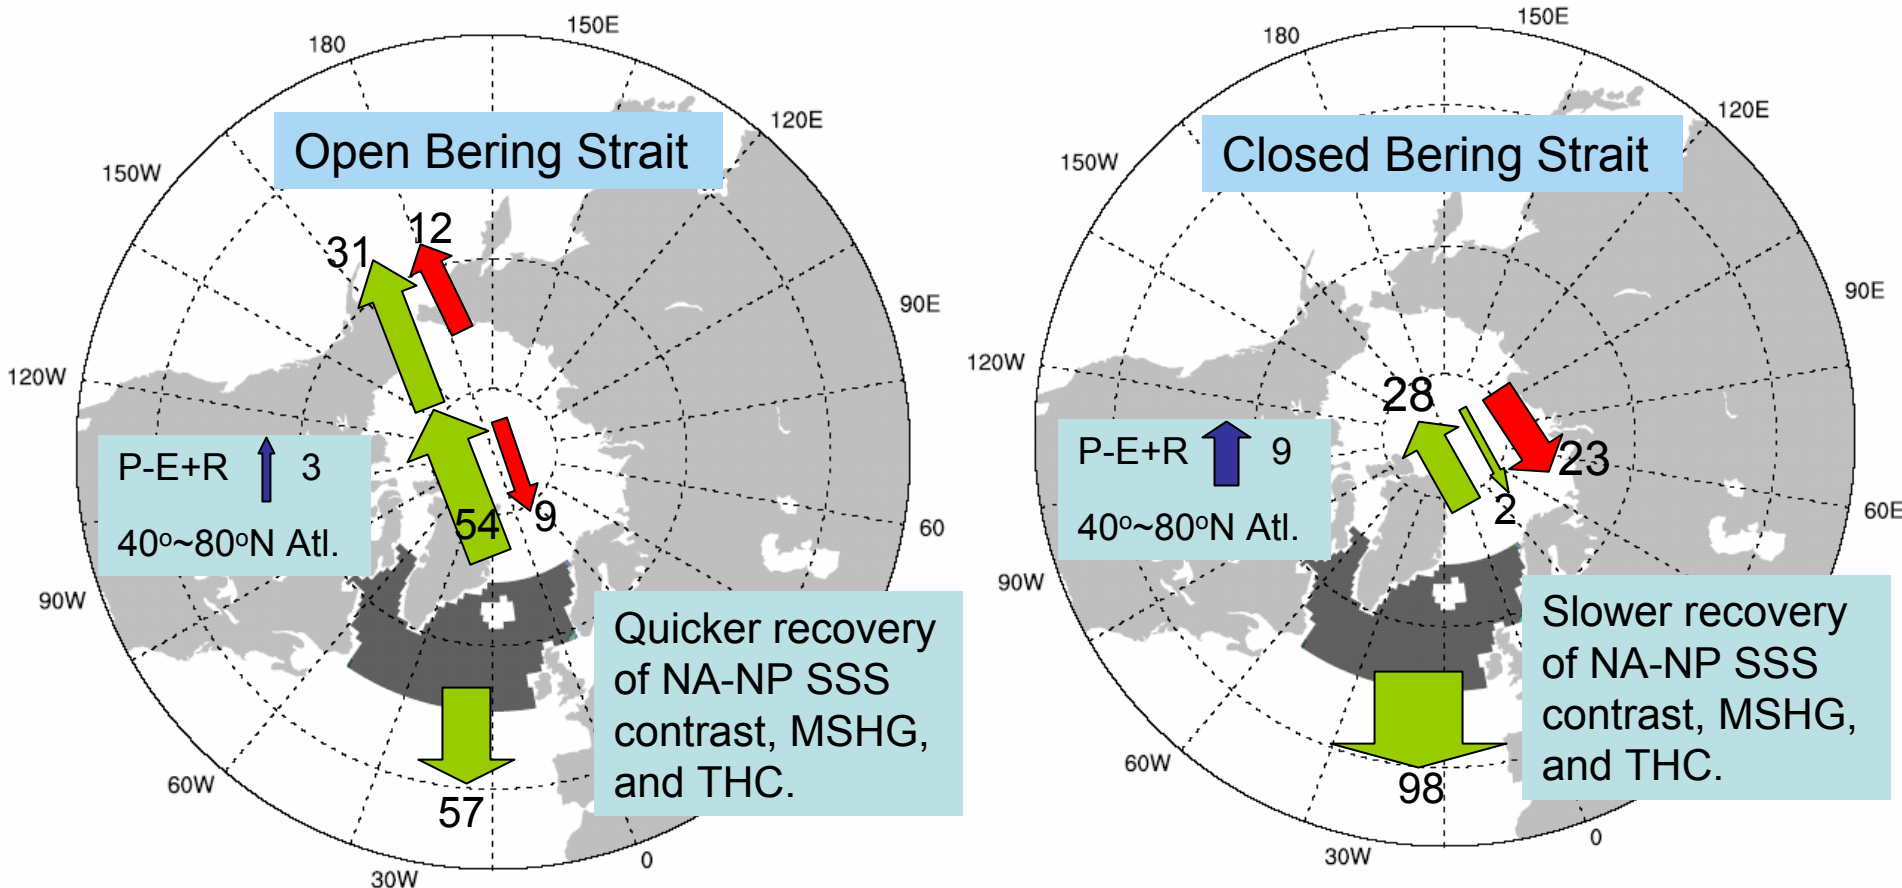 150E
180
120E
150W
Open Bering Strait
12
31
90E
120W
P-E+R 3
40º~80ºN Atl.
54
9
60
90W
Quicker recovery
of NA-NP SSS
contrast, MSHG,
and THC.
57
60W
30W
0
150E
180
120E
150W
Closed Bering Strait
90E
120W
28
P-E+R 9
40º~80ºN Atl.
23
2
60E
90W
Slower recovery
of NA-NP SSS
contrast, MSHG,
and THC.
98
60W
30W
0